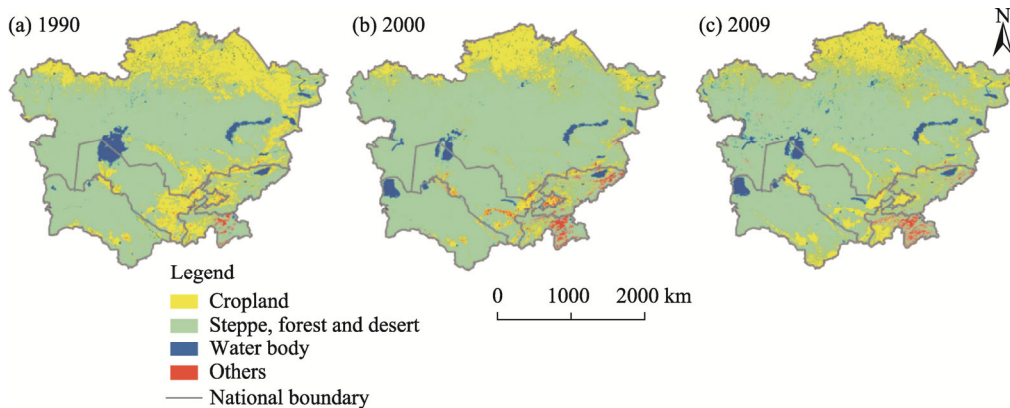 (a) 1990
(b) 2000
(c) 2009
N
Legend
Cropland
Steppe, forest and desert
Water body
Others
National boundary
0 1000 2000 km